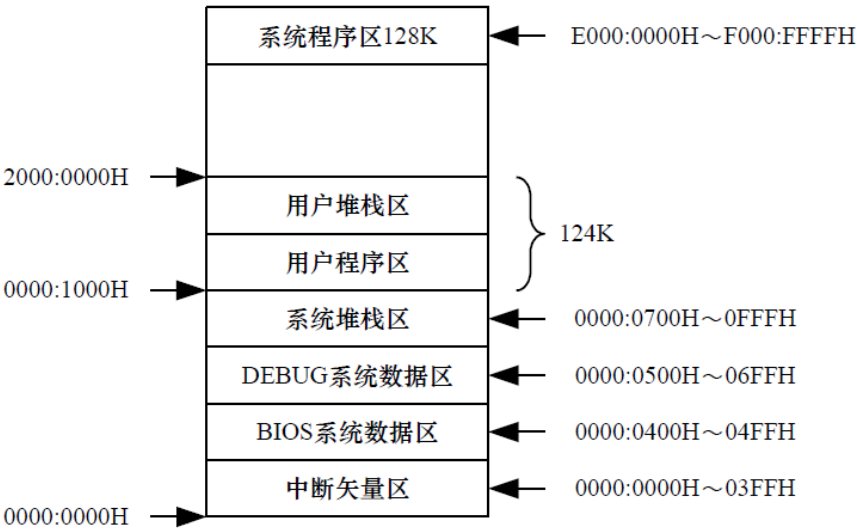 系统程序区128K
E000:0000H～F000:FFFFH
2000:0000H
用户堆栈区
124K
用户程序区
0000:1000H
系统堆栈区
0000:0700H～0FFFH
DEBUG系统数据区
0000:0500H～06FFH
BIOS系统数据区
0000:0400H～04FFH
中断矢量区
0000:0000H～03FFH
0000:0000H